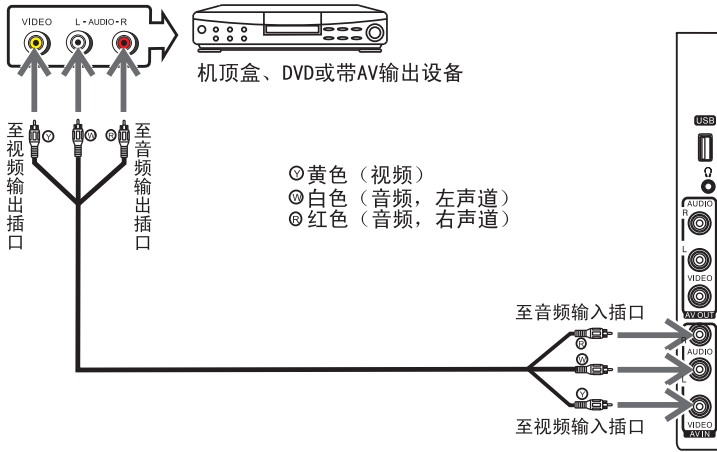 VIDEO L-AUDIO-R
机顶盒、DVD或带AV输出设备
至视频输出插口
Y
W
R
至音频输出插口
Y黄色（视频）
W白色（音频，左声道）
R红色（音频，右声道）
USB
AUDIO
R
L
VIDEO
AV OUT
至音频输入插口
R
W
Y
至视频输入插口
R
AUDIO
L
VIDEO
AV IN